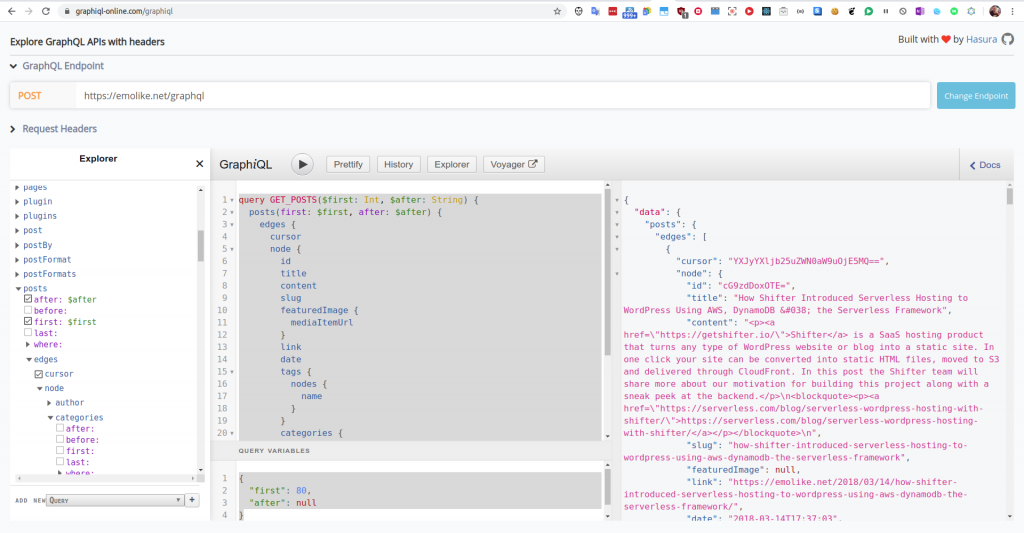 graphiql-online.com/graphiql
999+
1
Explore GraphQL APIs with headers
Built with ❤ by Hasura
GraphQL Endpoint
POST
https://emolike.net/graphql
Change Endpoint
Request Headers
Explorer
×
pages
plugin
plugins
post
postBy
postFormat
postFormats
posts
after: $after
before:
first: $first
last:
where:
edges
cursor
node
author
categories
after:
before:
first:
last:
where:
ADD NEW Query +
GraphiQL
Prettify
History
Explorer
Voyager
Docs
1 query GET_POSTS($first: Int, $after: String) {
2 posts(first: $first, after: $after) {
3 edges {
4 cursor
5 node {
6 id
7 title
8 content
9 slug
10 featuredImage {
11 mediaItemUrl
12 }
13 link
14 date
15 tags {
16 nodes {
17 name
18 }
19 }
20 categories {
QUERY VARIABLES
1 {
2 "first": 80,
3 "after": null
4 }
{
"data": {
"posts": {
"edges": [
{
"cursor": "YXJyYXljb25uZWN0aW9uOjE5MQ==",
"node": {
"id": "cG9zdDoxOTE=",
"title": "How Shifter Introduced Serverless Hosting to
WordPress Using AWS, DynamoDB &#038; the Serverless Framework",
"content": "<p><a
href=\"https://getshifter.io/\">Shifter</a> is a SaaS hosting product
that turns any type of WordPress website or blog into a static site. In
one click your site can be converted into static HTML files, moved to S3
and delivered through CloudFront. In this post the Shifter team will
share more about our motivation for building this project along with a
sneak peek at the backend.</p>\n<blockquote><p><a
href=\"https://serverless.com/blog/serverless-wordpress-hosting-with-
shifter/\">https://serverless.com/blog/serverless-wordpress-hosting-
with-shifter/</a></p></blockquote>\n",
"slug": "how-shifter-introduced-serverless-hosting-to-
wordpress-using-aws-dynamodb-the-serverless-framework",
"featuredImage": null,
"link": "https://emolike.net/2018/03/14/how-shifter-
introduced-serverless-hosting-to-wordpress-using-aws-dynamodb-the-
serverless-framework/",
"date": "2018-03-14T17:37:03",